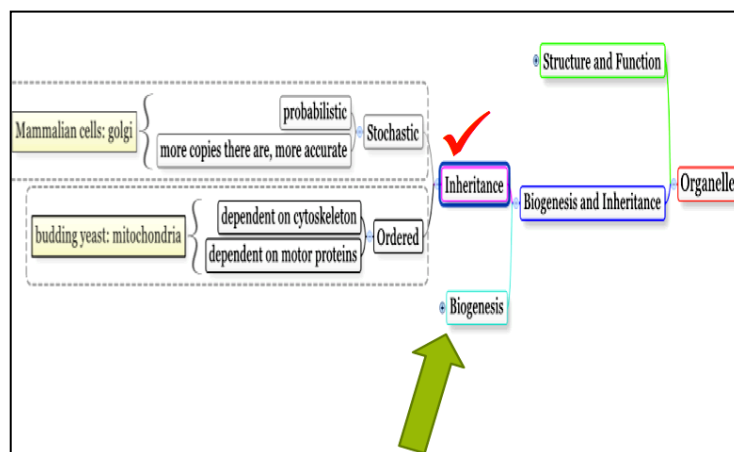 Structure and Function
probabilistic
Mammalian cells: golgi
Stochastic
more copies there are, more accurate
Inheritance
Organelle
Biogenesis and Inheritance
dependent on cytoskeleton
budding yeast: mitochondria
Ordered
dependent on motor proteins
Biogenesis